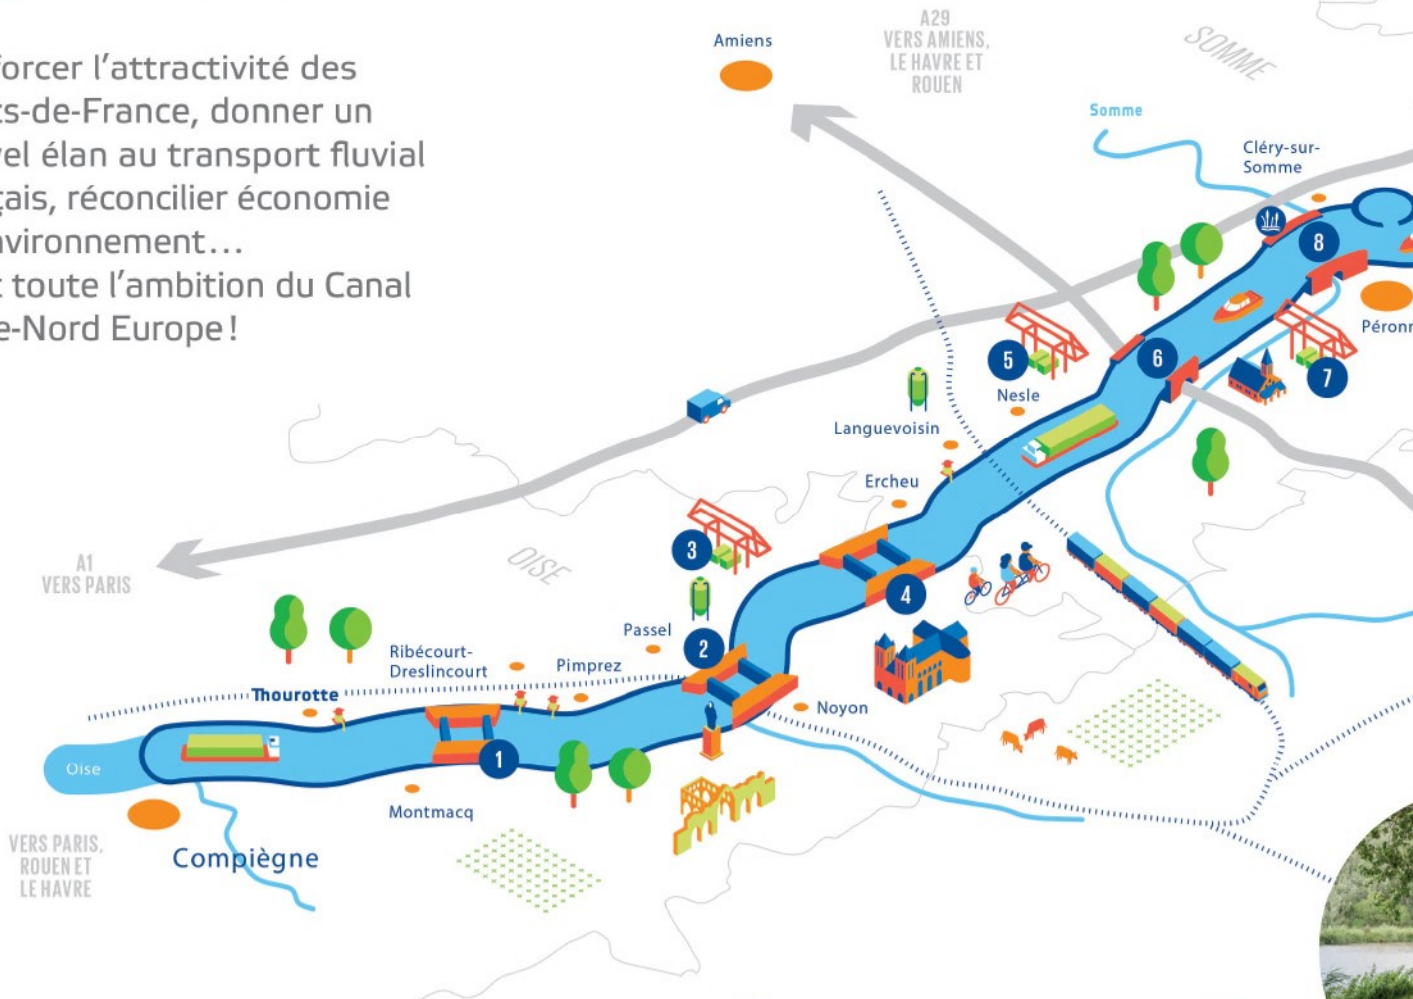 forcer l'attractivité des
ts-de-France, donner un
vel élan au transport fluvial
çais, réconcilier économie
nvironnement...
t toute l'ambition du Canal
e-Nord Europe!
Amiens
A29
VERS AMIENS,
LE HAVRE ET
ROUEN
SOMME
Somme
Cléry-sur-
Somme
8
Péronn
5
6
7
Nesle
Languevoisin
Ercheu
A1
VERS PARIS
OISE
3
4
Passel
2
Ribécourt-
Dreslincourt
Pimprez
Thourotte
Noyon
1
Oise
Montmacq
VERS PARIS,
ROUEN ET
LE HAVRE
Compiègne